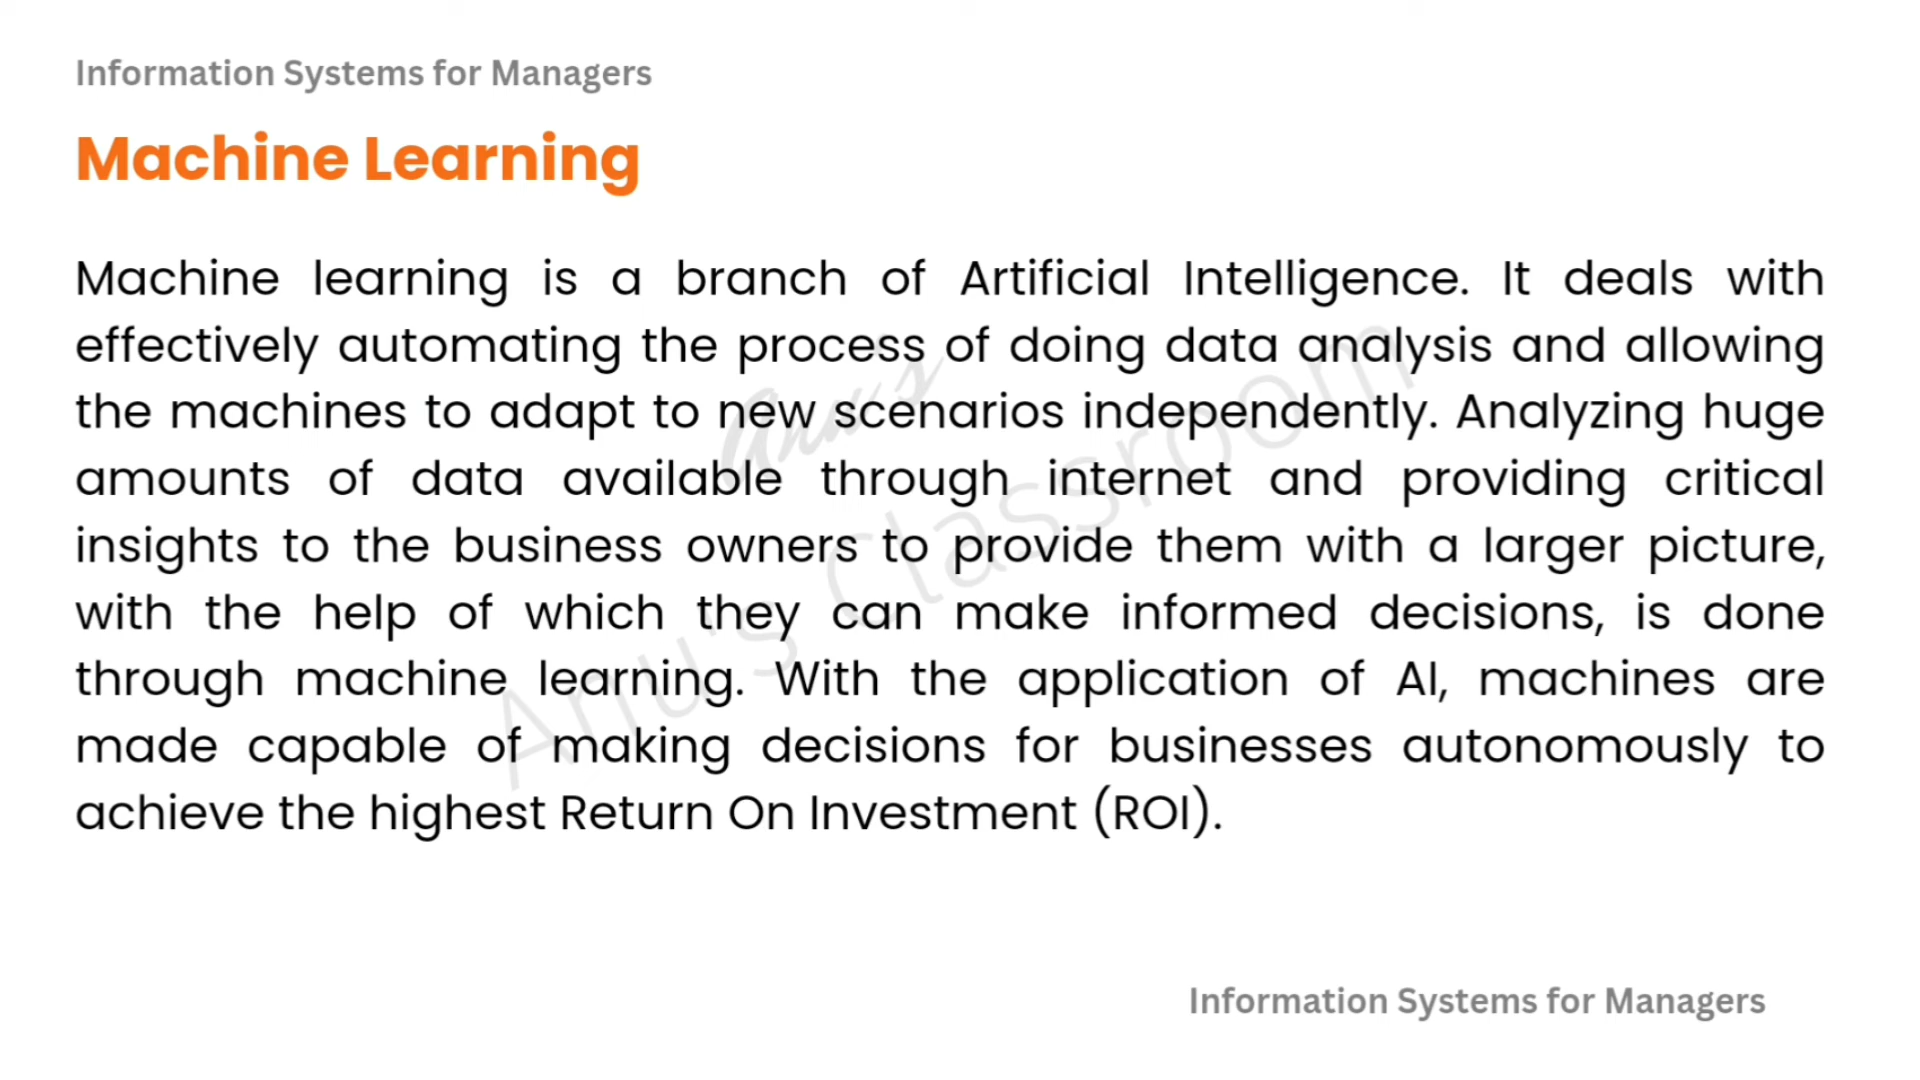 Information Systems for Managers
Machine Learning
Machine learning is a branch of Artificial Intelligence. It deals with
effectively automating the process of doing data analysis and allowing
the machines to adapt to new scenarios independently. Analyzing huge
amounts of data available through internet and providing critical
insights to the business owners to provide them with a larger picture,
with the help of which they can make informed decisions, is done
through machine learning. With the application of AI, machines are
made capable of making decisions for businesses autonomously to
achieve the highest Return On Investment (ROI).
Anu's
Anu's Classroom
Information Systems for Managers